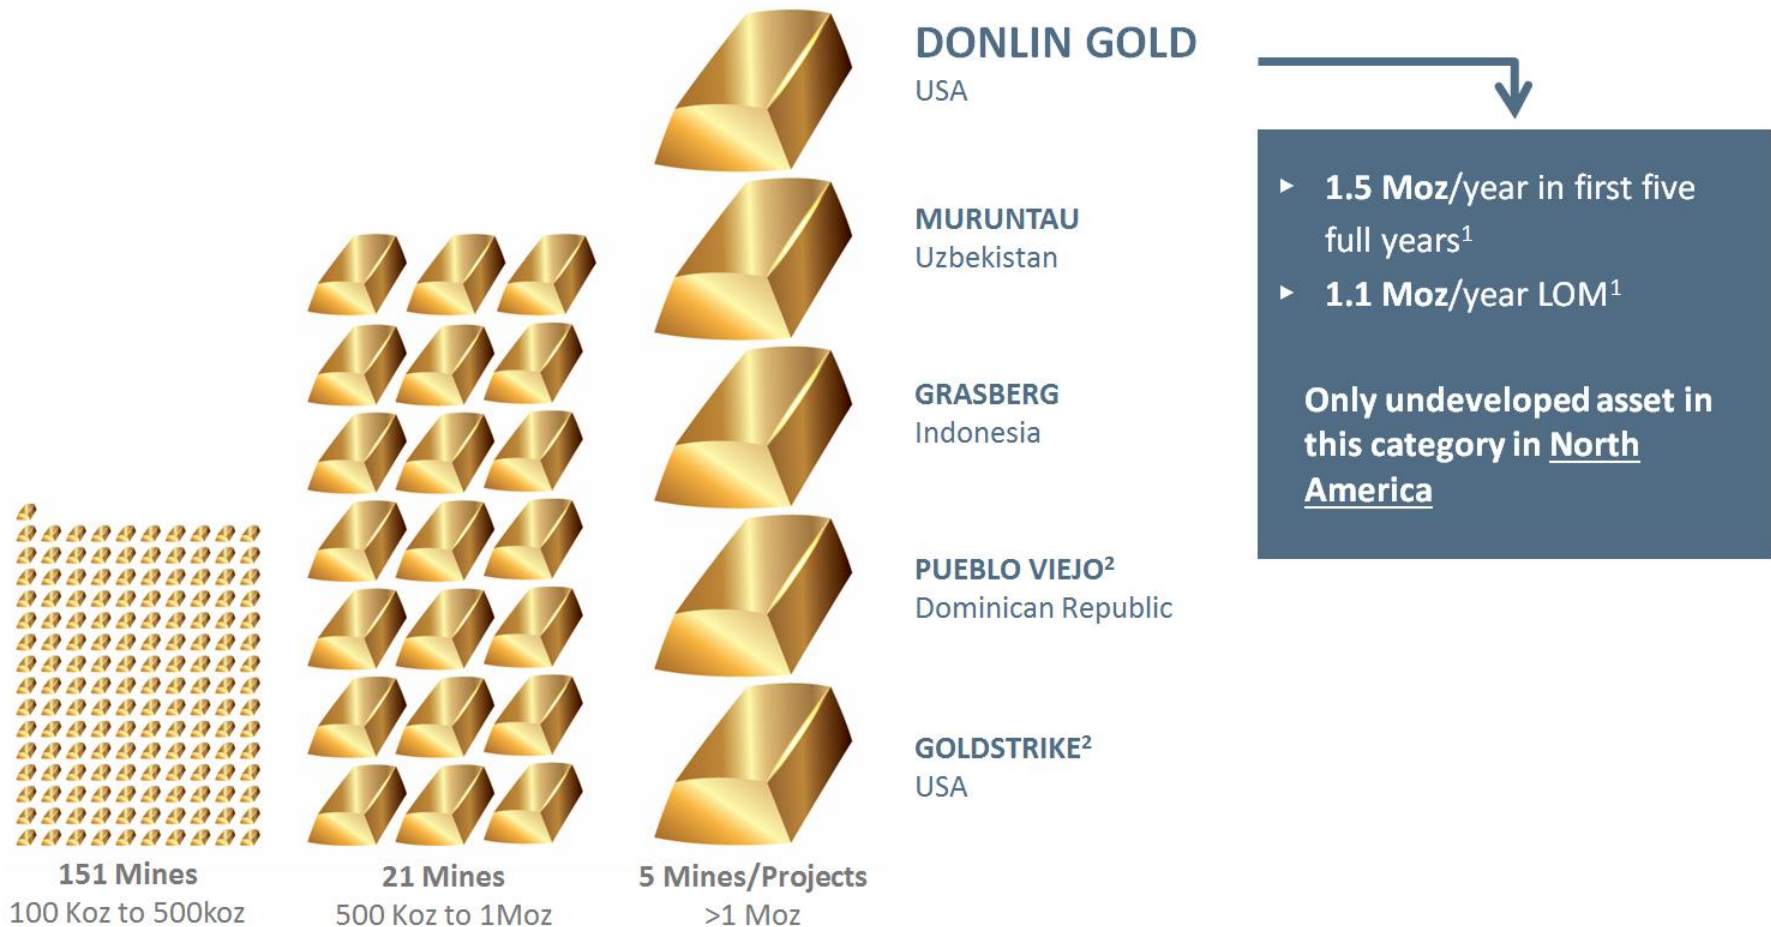 DONLIN GOLD
USA
MURUNTAU
Uzbekistan
GRASBERG
Indonesia
PUEBLO VIEJO²
Dominican Republic
GOLDSTRIKE²
USA
▸ 1.5 Moz/year in first five
full years¹
▸ 1.1 Moz/year LOM¹
Only undeveloped asset in
this category in North
America
151 Mines
100 Koz to 500koz
21 Mines
500 Koz to 1Moz
5 Mines/Projects
>1 Moz